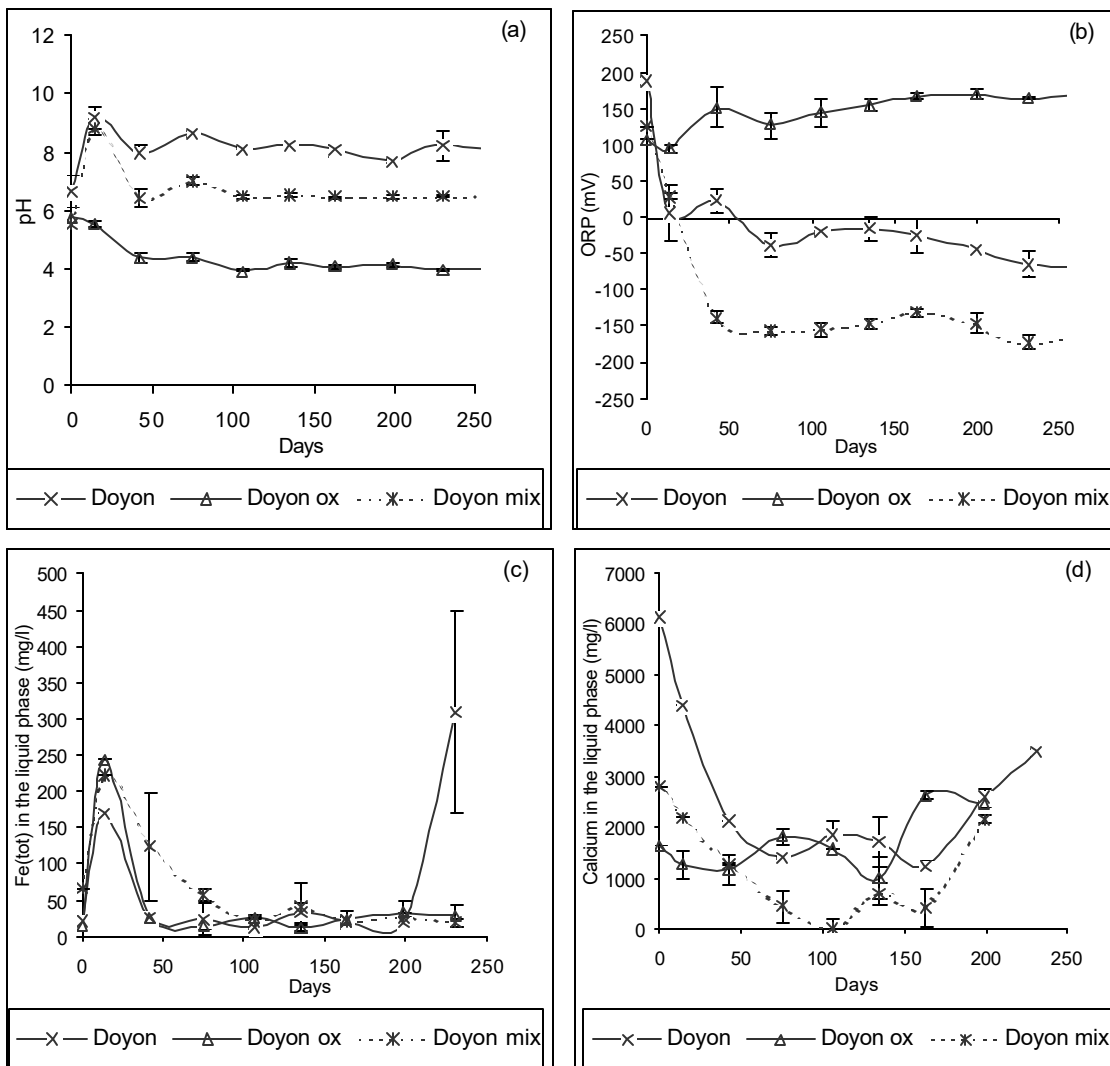 (a)
12
10
8
6
4
2
0
pH
0 50 100 150 200 250
Days
Doyon Doyon ox Doyon mix
(b)
250
200
150
100
50
0
-50
-100
-150
-200
-250
ORP (mV)
0 50 100 150 200 250
Days
Doyon Doyon ox Doyon mix
(c)
500
450
400
350
300
250
200
150
100
50
0
Fe(tot) in the liquid phase (mg/l)
0 50 100 150 200 250
Days
Doyon Doyon ox Doyon mix
(d)
7000
6000
5000
4000
3000
2000
1000
0
Calcium in the liquid phase (mg/l)
0 50 100 150 200 250
Days
Doyon Doyon ox Doyon mix